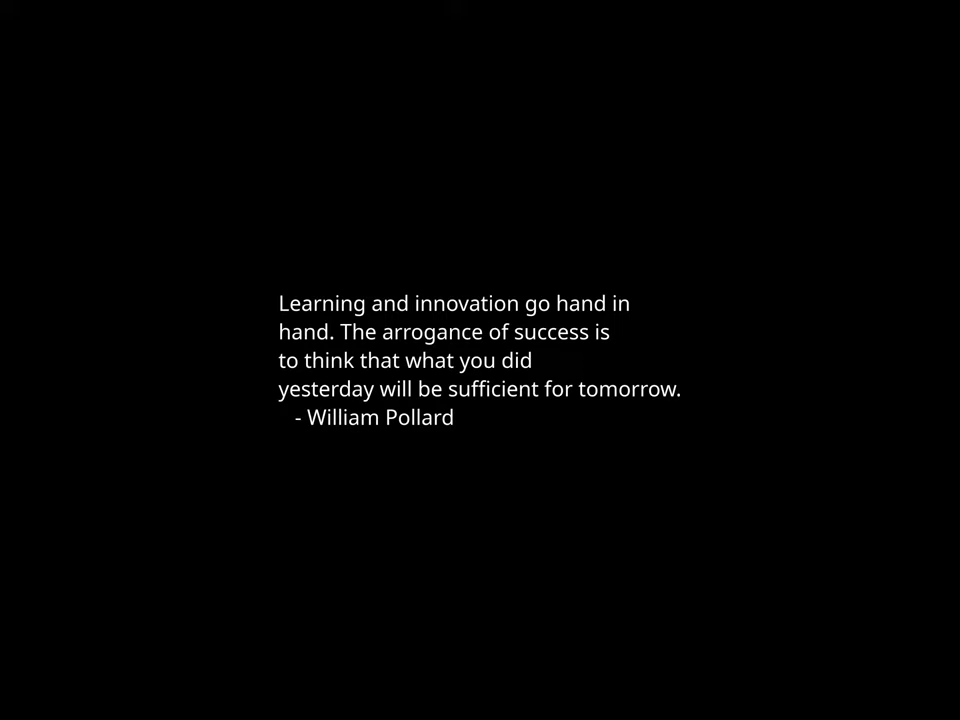 Learning and innovation go hand in
hand. The arrogance of success is
to think that what you did
yesterday will be sufficient for tomorrow.
- William Pollard